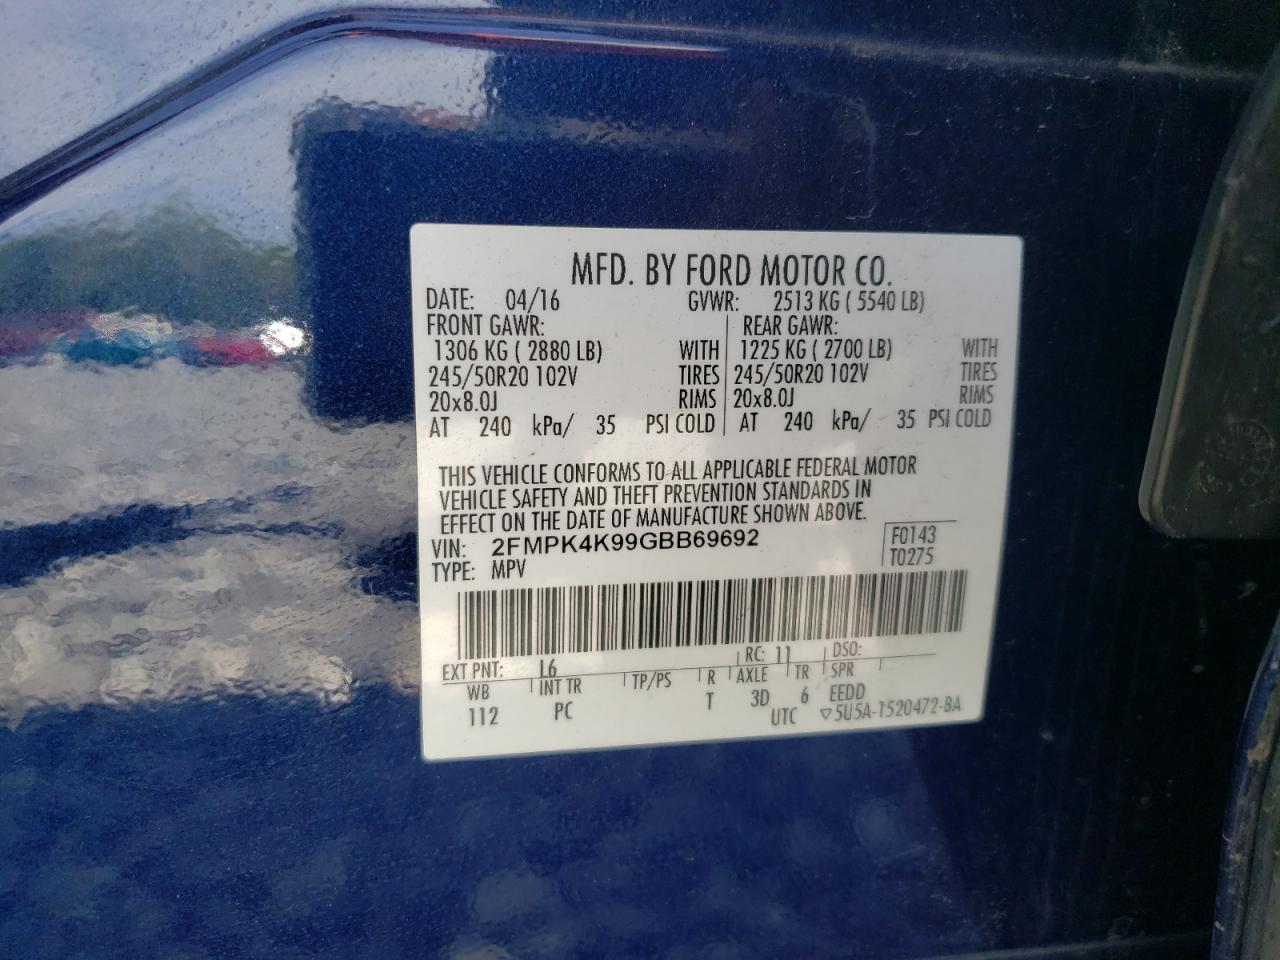 MFD. BY FORD MOTOR CO.
DATE: 04/16 GVWR: 2513 KG ( 5540 LB)
FRONT GAWR: REAR GAWR:
1306 KG ( 2880 LB) WITH 1225 KG ( 2700 LB) WITH
245/50R20 102V TIRES 245/50R20 102V TIRES
20x8.0J RIMS 20x8.0J RIMS
AT 240 kPa/ 35 PSI COLD AT 240 kPa/ 35 PSI COLD
THIS VEHICLE CONFORMS TO ALL APPLICABLE FEDERAL MOTOR
VEHICLE SAFETY AND THEFT PREVENTION STANDARDS IN
EFFECT ON THE DATE OF MANUFACTURE SHOWN ABOVE.
VIN: 2FMPK4K99GBB69692 F0143
TYPE: MPV T0275
EXT PNT: L6 RC: 11 DSO:
WB INT TR TP/PS R AXLE TR SPR
112 PC T 3D 6 EEDD
UTC ▽5U5A-1520472-BA